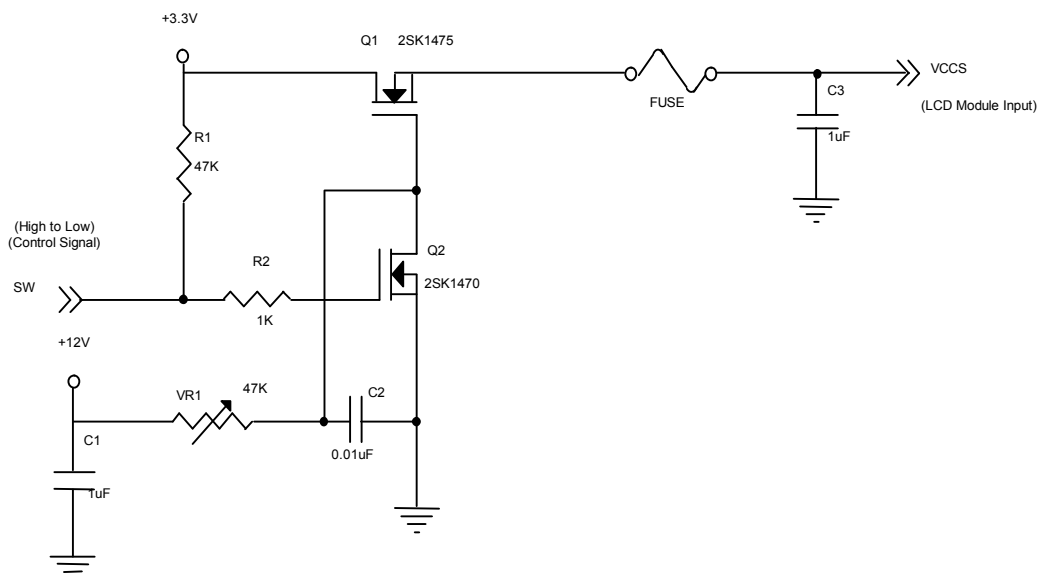 +3.3V
Q1 2SK1475
VCCS
C3
FUSE
(LCD Module Input)
R1
1uF
47K
(High to Low)
(Control Signal)
Q2
R2
2SK1470
SW
1K
+12V
VR1
47K
C2
C1
0.01uF
1uF